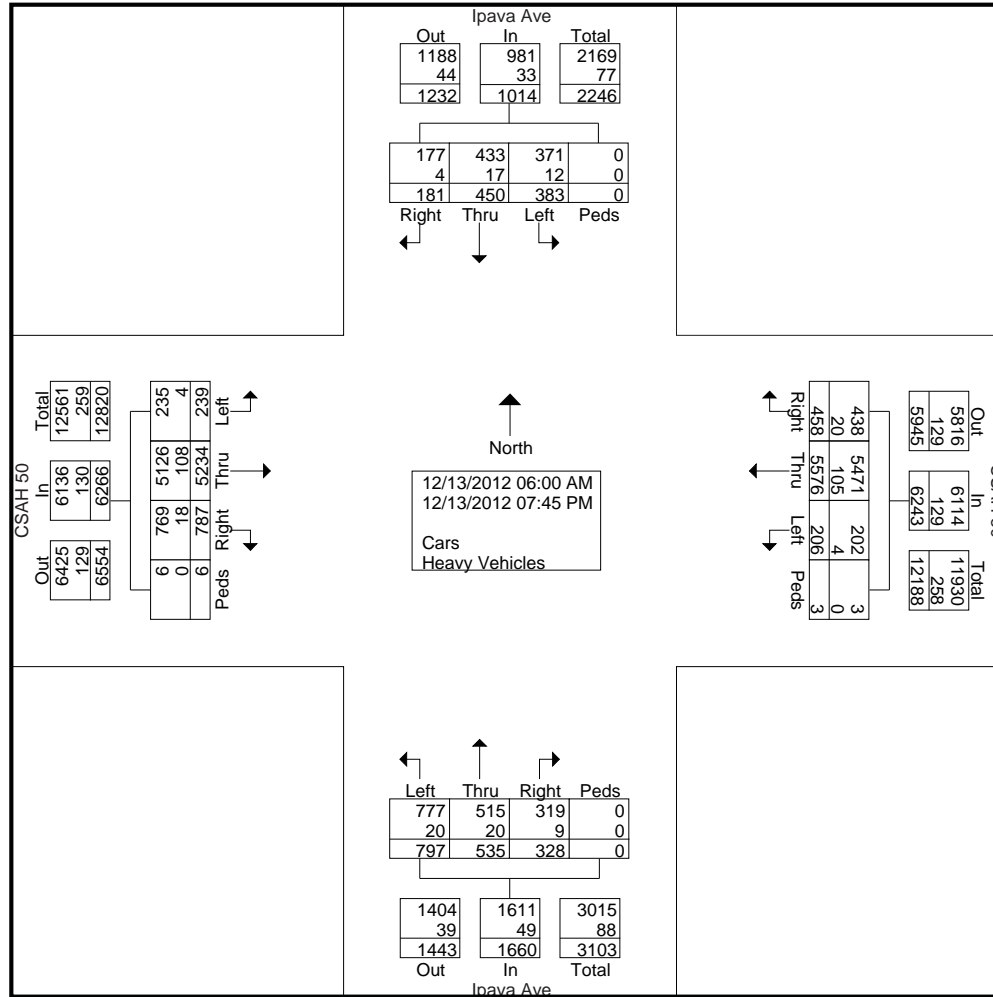 Ipava Ave
Out In Total
1188 981 2169
44 33 77
1232 1014 2246
177 433 371 0
4 17 12 0
181 450 383 0
Right Thru Left Peds
CSAH 50
Total In Out
12561 6136 6425
259 130 129
12820 6266 6554
235 5126 769 6
4 108 18 0
239 5234 787 6
Left Thru Right Peds
North
12/13/2012 06:00 AM
12/13/2012 07:45 PM
Cars
Heavy Vehicles
Right Thru Left Peds
458 5576 206 3
20 105 4 0
438 5471 202 3
Out In Total
5816 6114 11930
129 129 258
5945 6243 12188
Left Thru Right Peds
777 515 319 0
20 20 9 0
797 535 328 0
1404 1611 3015
39 49 88
1443 1660 3103
Out In Total
Ipava Ave